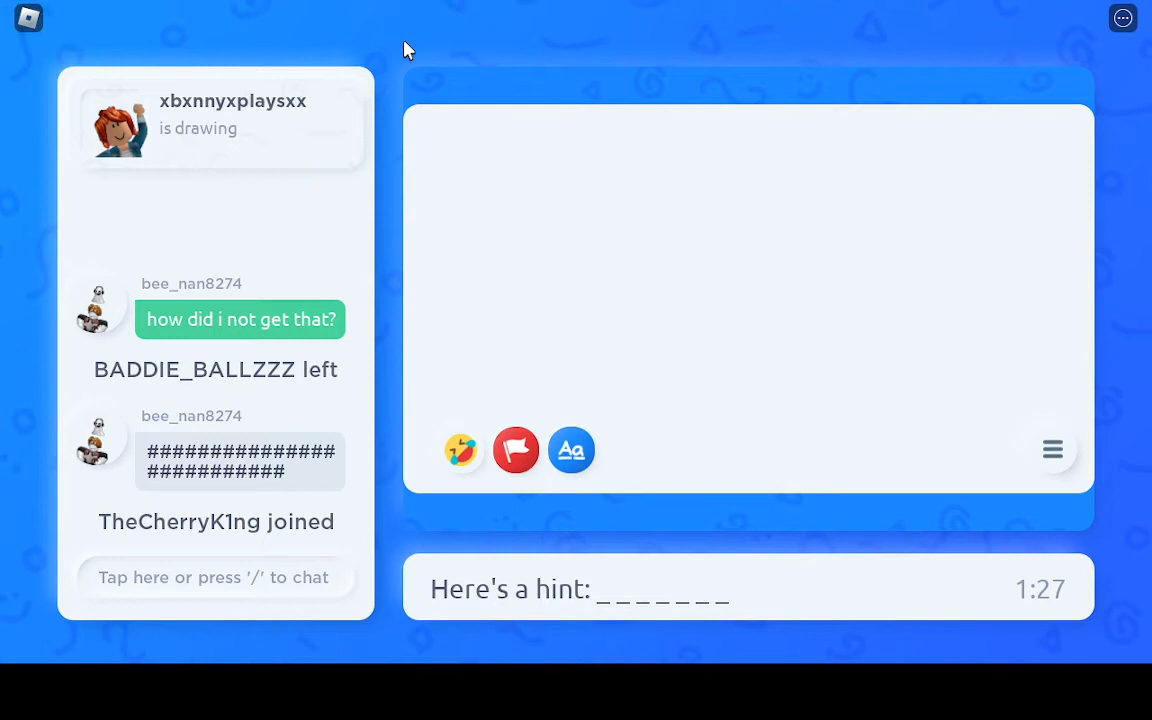 xbxnnyxplaysxx
is drawing
bee_nan8274
how did i not get that?
BADDIE_BALLZZZ left
bee_nan8274
###############
###########
TheCherryK1ng joined
Tap here or press '/' to chat
Aa
Here's a hint: _ _ _ _ _ _ _
1:27